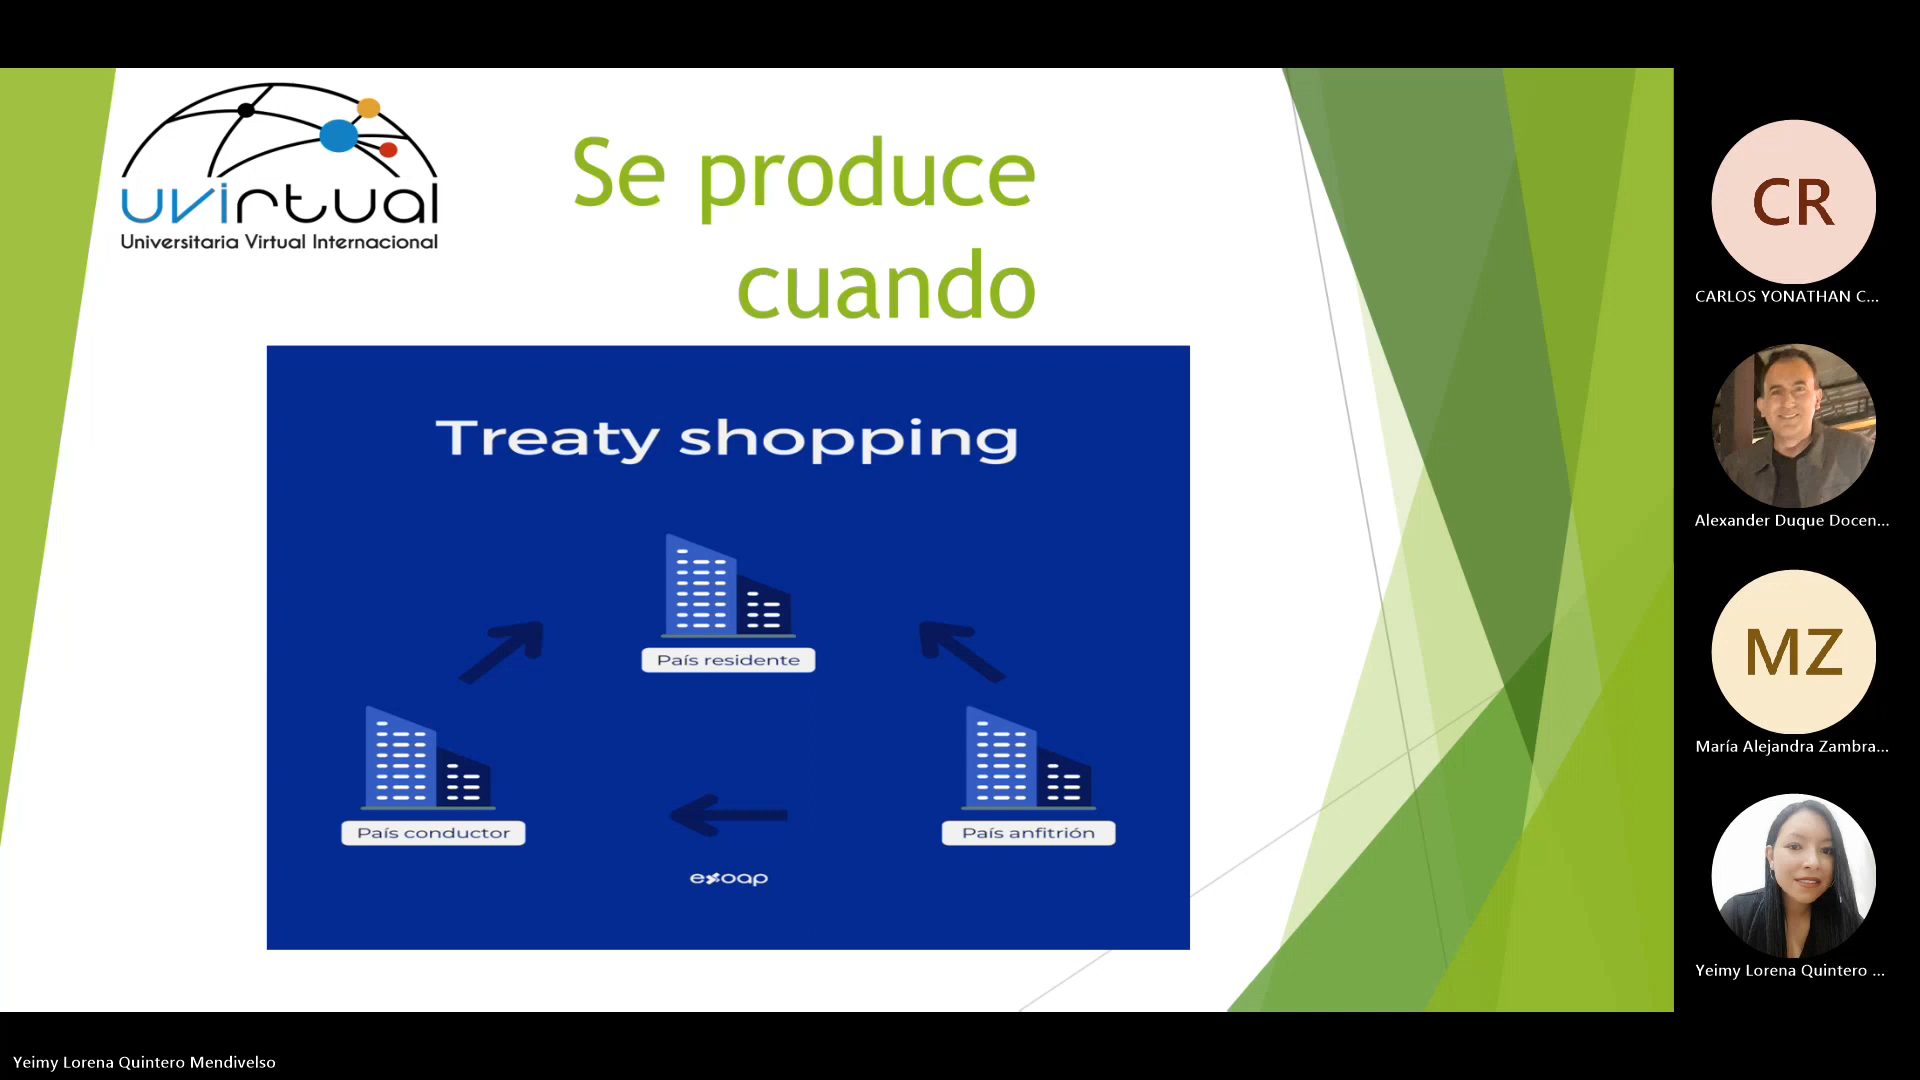 uvirtual
Universitaria Virtual Internacional
Se produce
cuando
Treaty shopping
País residente
País conductor
País anfitrión
exoap
CR
CARLOS YONATHAN C...
Alexander Duque Docen...
MZ
María Alejandra Zambra...
Yeimy Lorena Quintero ...
Yeimy Lorena Quintero Mendivelso